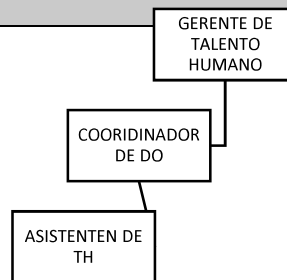 GERENTE DE
TALENTO
HUMANO
COORIDINADOR
DE DO
ASISTENTEN DE
TH